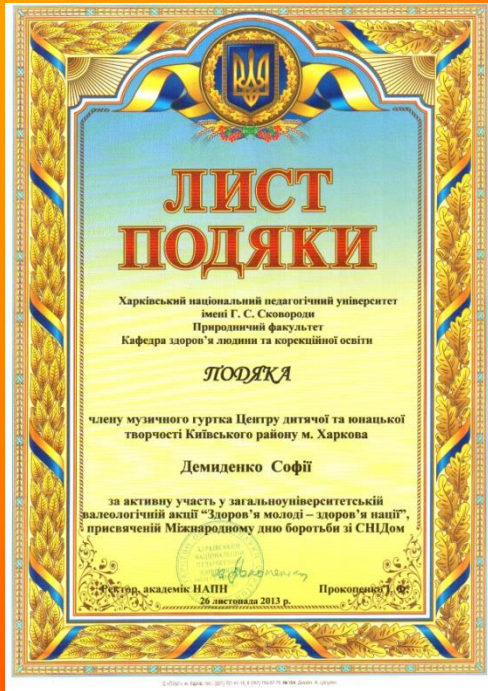 ЛИСТ
ПОДЯКИ
Харківський національний педагогічний університет
імені Г. С. Сковороди
Природничий факультет
Кафедра здоров'я людини та корекційної освіти
ПОДЯКА
члену музичного гуртка Центру дитячої та юнацької
творчості Київського району м. Харкова
Демиденко Софії
за активну участь у загальноуніверситетській
валеологічній акції “Здоров'я молоді – здоров'я нації”,
присвяченій Міжнародному дню боротьби зі СНІДом
Ректор, академік НАПН Прокопенко І. Ф.
26 листопада 2013 р.